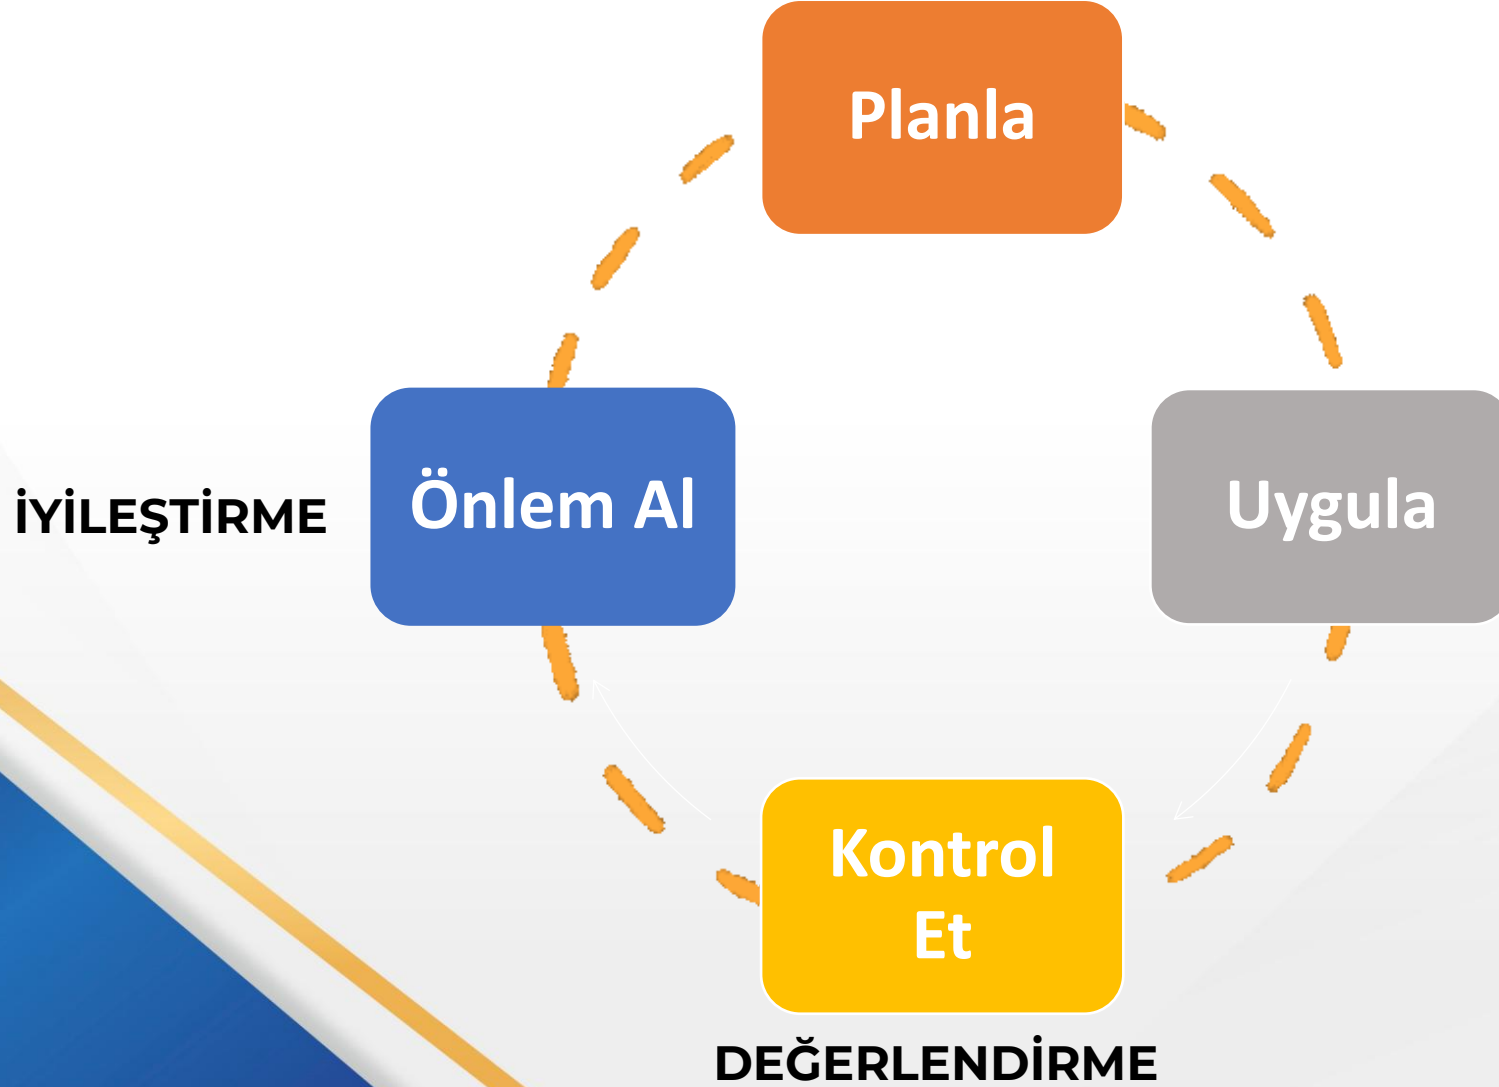 Planla
İYİLEŞTİRME
Önlem Al
Uygula
Kontrol
Et
DEĞERLENDİRME